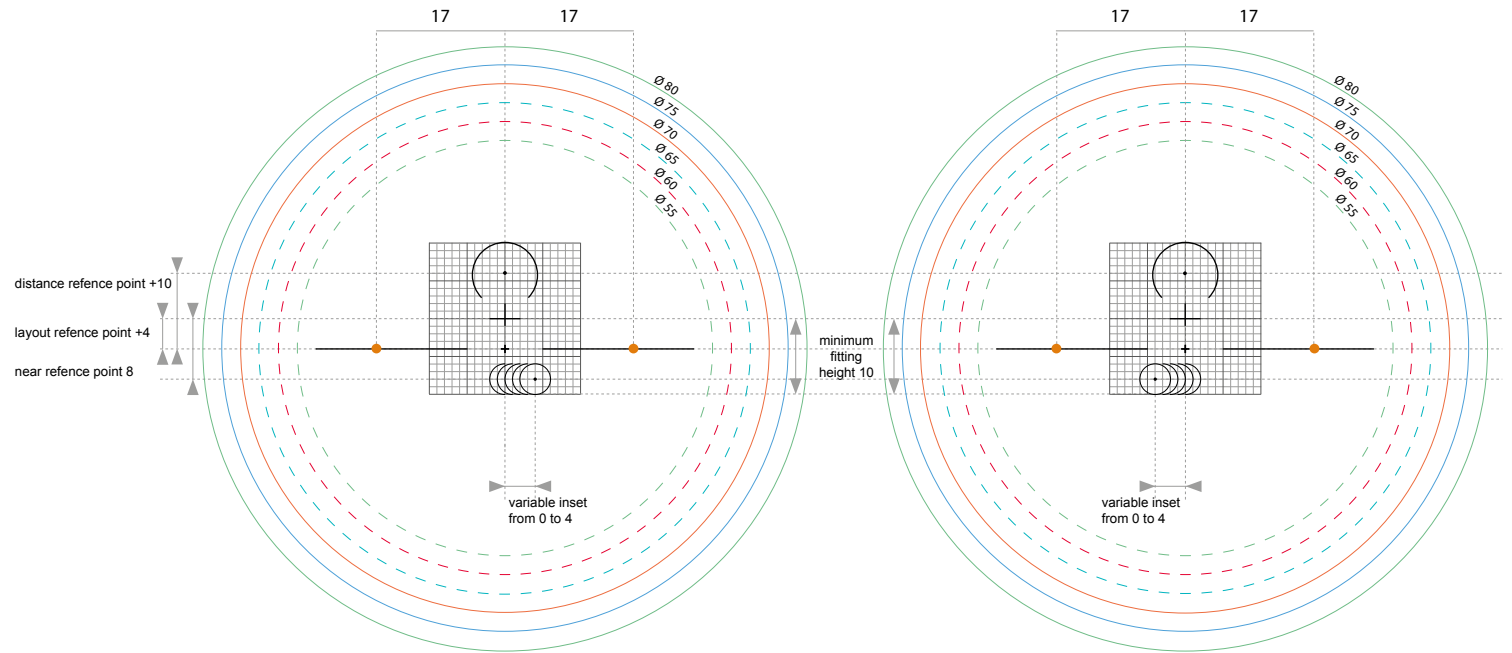 17 17
17 17
Ø 80
Ø 75
Ø 70
Ø 65
Ø 60
Ø 55
Ø 80
Ø 75
Ø 70
Ø 65
Ø 60
Ø 55
distance refence point +10
layout refence point +4
near refence point 8
minimum
fitting
height 10
variable inset
from 0 to 4
variable inset
from 0 to 4